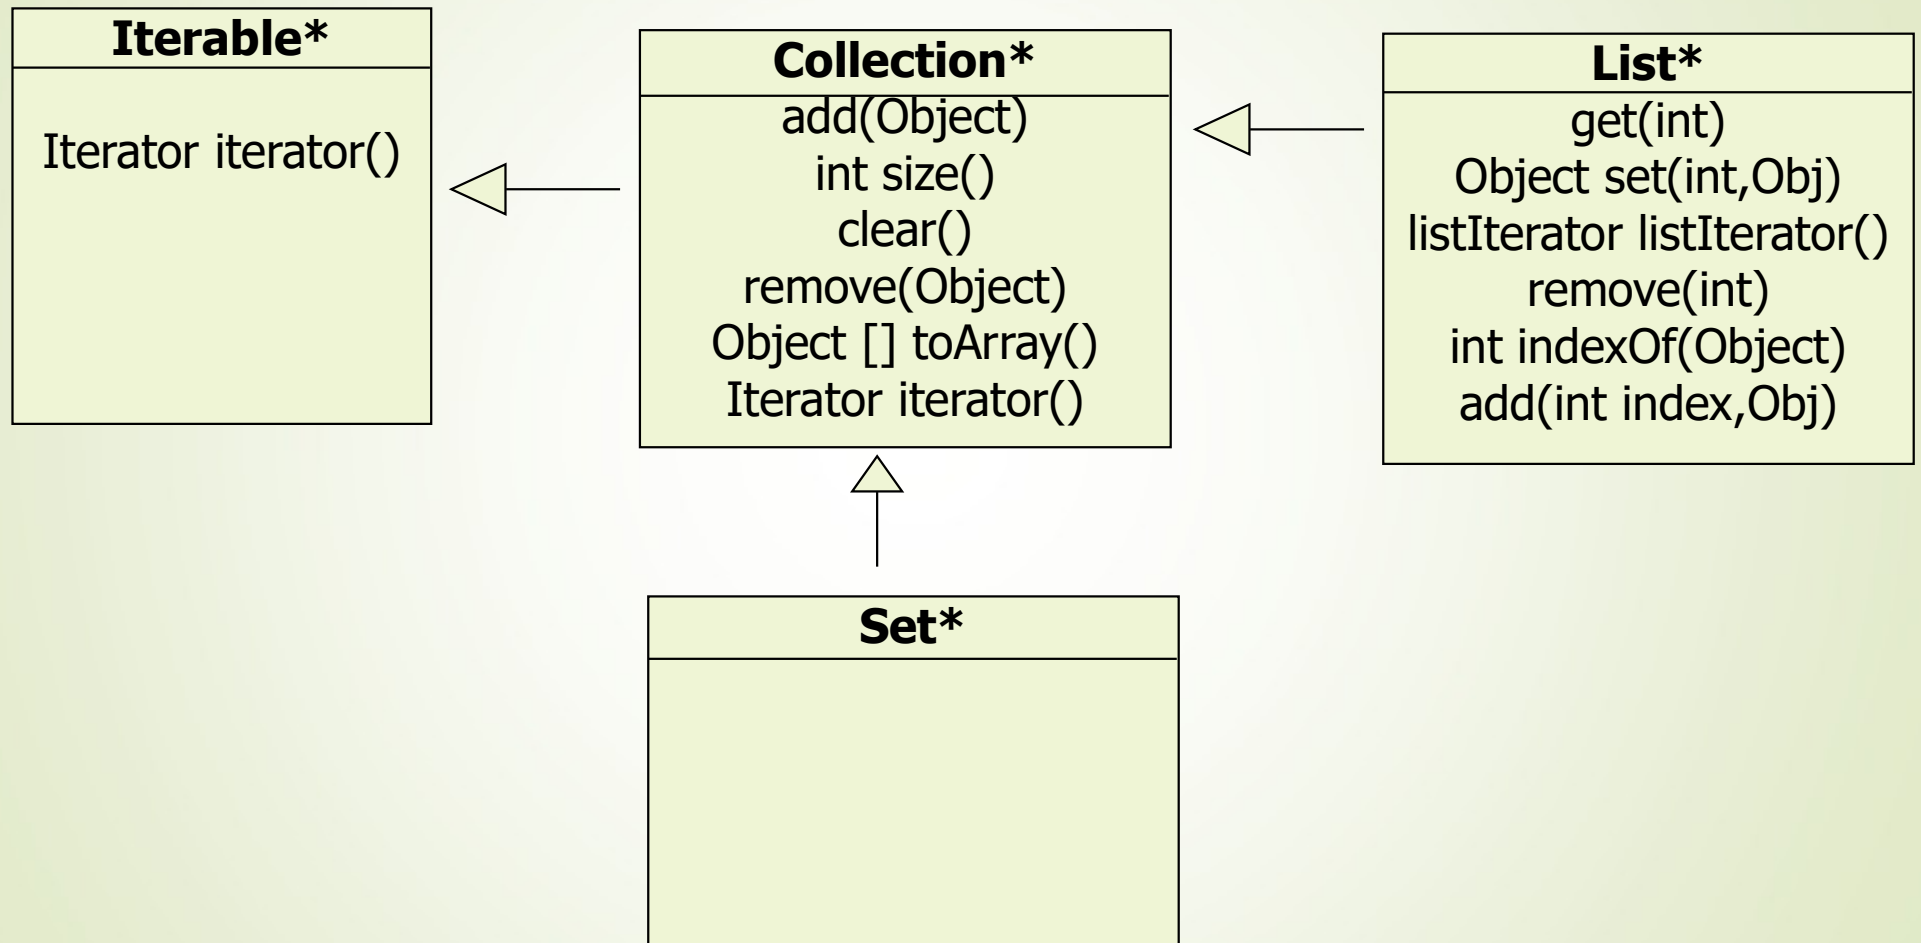 Iterable*
Iterator iterator()
Collection*
add(Object)
int size()
clear()
remove(Object)
Object [] toArray()
Iterator iterator()
List*
get(int)
Object set(int,Obj)
listIterator listIterator()
remove(int)
int indexOf(Object)
add(int index,Obj)
Set*